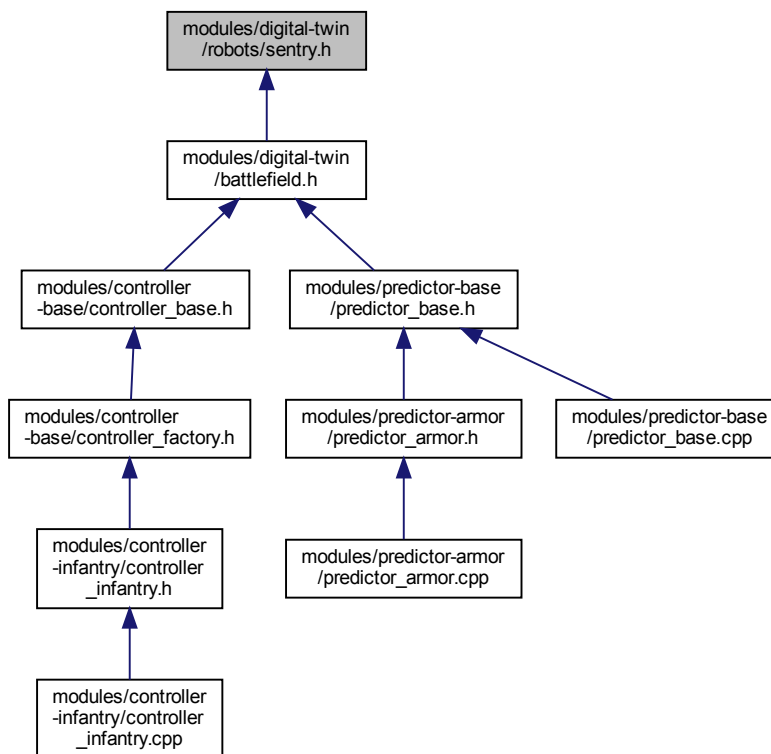 modules/digital-twin
/robots/sentry.h
modules/digital-twin
/battlefield.h
modules/controller
-base/controller_base.h
modules/predictor-base
/predictor_base.h
modules/controller
-base/controller_factory.h
modules/predictor-armor
/predictor_armor.h
modules/predictor-base
/predictor_base.cpp
modules/controller
-infantry/controller
_infantry.h
modules/predictor-armor
/predictor_armor.cpp
modules/controller
-infantry/controller
_infantry.cpp